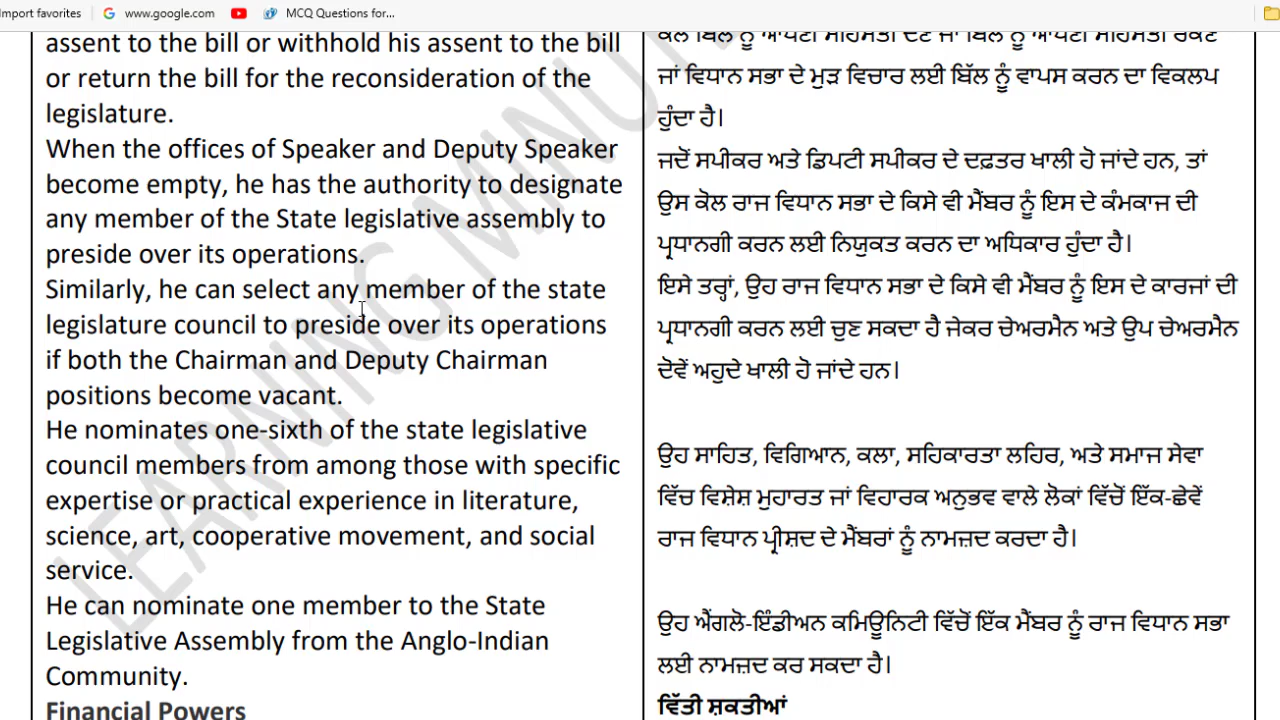 mport favorites
www.google.com
MCQ Questions for...
assent to the bill or withhold his assent to the bill
or return the bill for the reconsideration of the
legislature.
When the offices of Speaker and Deputy Speaker
become empty, he has the authority to designate
any member of the State legislative assembly to
preside over its operations.
Similarly, he can select any member of the state
legislature council to preside over its operations
if both the Chairman and Deputy Chairman
positions become vacant.
He nominates one-sixth of the state legislative
council members from among those with specific
expertise or practical experience in literature,
science, art, cooperative movement, and social
service.
He can nominate one member to the State
Legislative Assembly from the Anglo-Indian
Community.
Financial Powers
ਕੋਲ ਬਿੱਲ ਨੂੰ ਆਪਣੀ ਸਹਿਮਤੀ ਦੇਣ ਜਾਂ ਬਿੱਲ ਨੂੰ ਆਪਣੀ ਸਹਿਮਤੀ ਰੋਕਣ
ਜਾਂ ਵਿਧਾਨ ਸਭਾ ਦੇ ਮੁੜ ਵਿਚਾਰ ਲਈ ਬਿੱਲ ਨੂੰ ਵਾਪਸ ਕਰਨ ਦਾ ਵਿਕਲਪ
ਹੁੰਦਾ ਹੈ।
ਜਦੋਂ ਸਪੀਕਰ ਅਤੇ ਡਿਪਟੀ ਸਪੀਕਰ ਦੇ ਦਫ਼ਤਰ ਖਾਲੀ ਹੋ ਜਾਂਦੇ ਹਨ, ਤਾਂ
ਉਸ ਕੋਲ ਰਾਜ ਵਿਧਾਨ ਸਭਾ ਦੇ ਕਿਸੇ ਵੀ ਮੈਂਬਰ ਨੂੰ ਇਸ ਦੇ ਕੰਮਕਾਜ ਦੀ
ਪ੍ਰਧਾਨਗੀ ਕਰਨ ਲਈ ਨਿਯੁਕਤ ਕਰਨ ਦਾ ਅਧਿਕਾਰ ਹੁੰਦਾ ਹੈ।
ਇਸੇ ਤਰ੍ਹਾਂ, ਉਹ ਰਾਜ ਵਿਧਾਨ ਸਭਾ ਦੇ ਕਿਸੇ ਵੀ ਮੈਂਬਰ ਨੂੰ ਇਸ ਦੇ ਕਾਰਜਾਂ ਦੀ
ਪ੍ਰਧਾਨਗੀ ਕਰਨ ਲਈ ਚੁਣ ਸਕਦਾ ਹੈ ਜੇਕਰ ਚੇਅਰਮੈਨ ਅਤੇ ਉਪ ਚੇਅਰਮੈਨ
ਦੋਵੇਂ ਅਹੁਦੇ ਖਾਲੀ ਹੋ ਜਾਂਦੇ ਹਨ।
ਉਹ ਸਾਹਿਤ, ਵਿਗਿਆਨ, ਕਲਾ, ਸਹਿਕਾਰਤਾ ਲਹਿਰ, ਅਤੇ ਸਮਾਜ ਸੇਵਾ
ਵਿੱਚ ਵਿਸ਼ੇਸ਼ ਮੁਹਾਰਤ ਜਾਂ ਵਿਹਾਰਕ ਅਨੁਭਵ ਵਾਲੇ ਲੋਕਾਂ ਵਿੱਚੋਂ ਇੱਕ-ਛੇਵੇਂ
ਰਾਜ ਵਿਧਾਨ ਪ੍ਰੀਸ਼ਦ ਦੇ ਮੈਂਬਰਾਂ ਨੂੰ ਨਾਮਜ਼ਦ ਕਰਦਾ ਹੈ।
ਉਹ ਐਂਗਲੋ-ਇੰਡੀਅਨ ਕਮਿਊਨਿਟੀ ਵਿੱਚੋਂ ਇੱਕ ਮੈਂਬਰ ਨੂੰ ਰਾਜ ਵਿਧਾਨ ਸਭਾ
ਲਈ ਨਾਮਜ਼ਦ ਕਰ ਸਕਦਾ ਹੈ।
ਵਿੱਤੀ ਸ਼ਕਤੀਆਂ
LEARNING MINUT